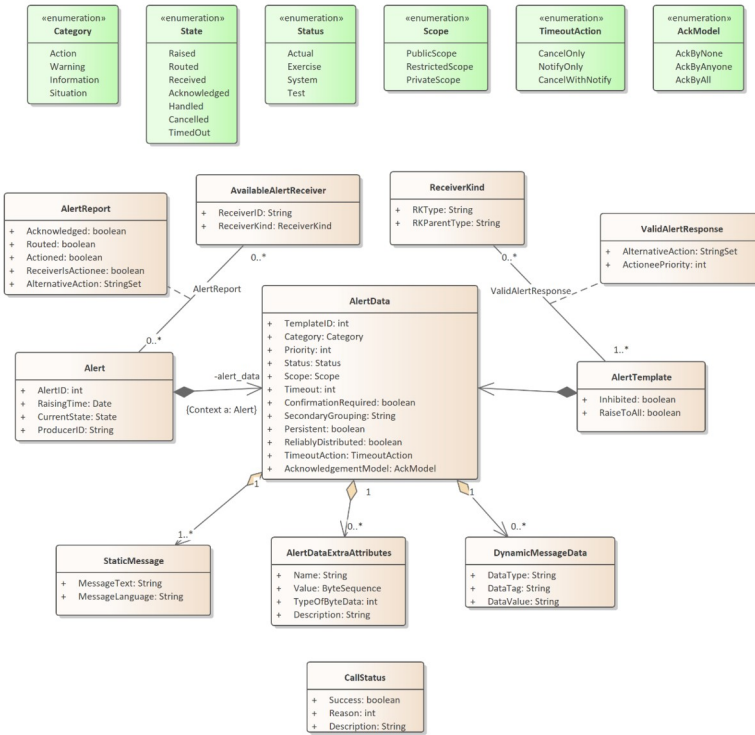 «enumeration»
Category
Action
Warning
Information
Situation
«enumeration»
State
Raised
Routed
Received
Acknowledged
Handled
Cancelled
TimedOut
«enumeration»
Status
Actual
Exercise
System
Test
«enumeration»
Scope
PublicScope
RestrictedScope
PrivateScope
«enumeration»
TimeoutAction
CancelOnly
NotifyOnly
CancelWithNotify
«enumeration»
AckModel
AckByNone
AckByAnyone
AckByAll
AlertReport
+ Acknowledged: boolean
+ Routed: boolean
+ Actioned: boolean
+ ReceiverIsActionee: boolean
+ AlternativeAction: StringSet
AvailableAlertReceiver
+ ReceiverID: String
+ ReceiverKind: ReceiverKind
ReceiverKind
+ RKType: String
+ RKParentType: String
ValidAlertResponse
+ AlternativeAction: StringSet
+ ActioneePriority: int
0..*
AlertReport
0..*
0..*
ValidAlertResponse
1..*
Alert
+ AlertID: int
+ RaisingTime: Date
+ CurrentState: State
+ ProducerID: String
-alert_data
{Context a: Alert}
AlertData
+ TemplateID: int
+ Category: Category
+ Priority: int
+ Status: Status
+ Scope: Scope
+ Timeout: int
+ ConfirmationRequired: boolean
+ SecondaryGrouping: String
+ Persistent: boolean
+ ReliablyDistributed: boolean
+ TimeoutAction: TimeoutAction
+ AcknowledgementModel: AckModel
AlertTemplate
+ Inhibited: boolean
+ RaiseToAll: boolean
1
1
1
1..*
0..*
0..*
StaticMessage
+ MessageText: String
+ MessageLanguage: String
AlertDataExtraAttributes
+ Name: String
+ Value: ByteSequence
+ TypeOfByteData: int
+ Description: String
DynamicMessageData
+ DataType: String
+ DataTag: String
+ DataValue: String
CallStatus
+ Success: boolean
+ Reason: int
+ Description: String